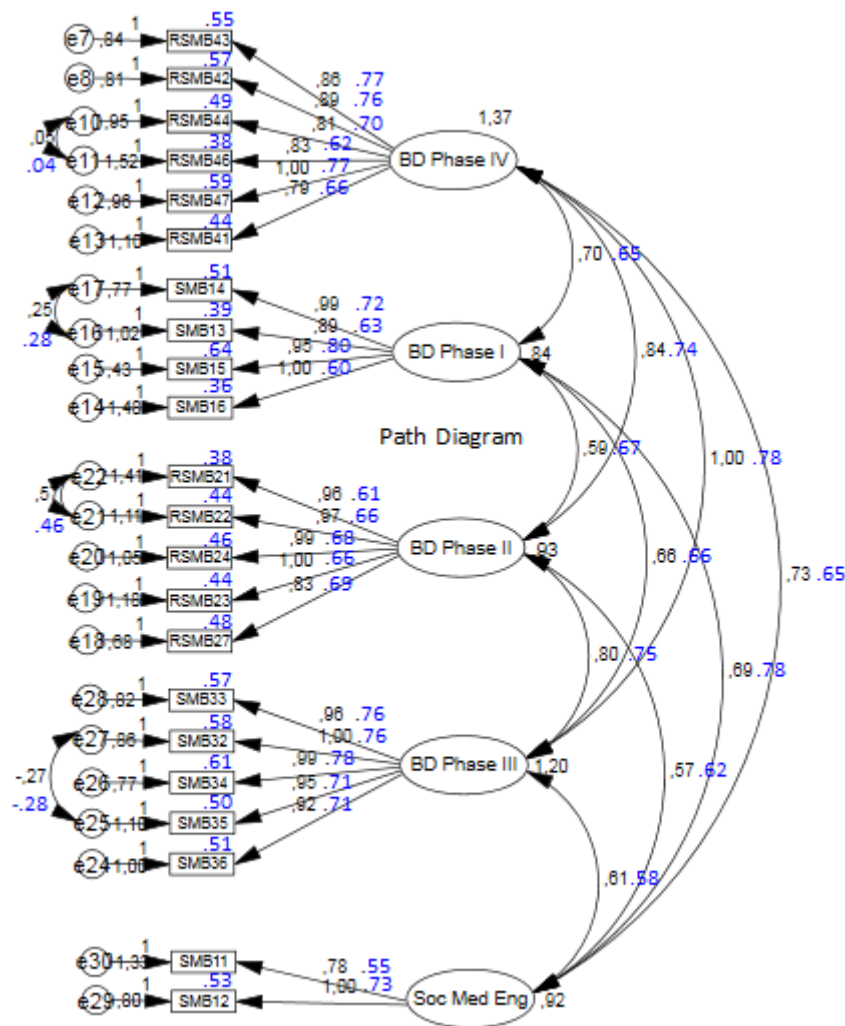 1 .55
e7 ,84 RSMB43
1 .57
e8 ,81 RSMB42
,86 .77
1 .49
,89 .76
e10 ,95 RSMB44
,81 .70
1,37
,05
1 .38
,83 .62
.04
e11 1,52 RSMB46
1,00 .77
BD Phase IV
1 .59
,79 .66
e12 ,96 RSMB47
1 .44
e13 1,10 RSMB41
,70 .65
1 .51
e17 ,77 SMB14
,99 .72
,25
1 .39
,89 .63
.28
e16 1,02 SMB13
,95 .80
BD Phase I
,84
,84 .74
1 .64
1,00 .60
e15 ,43 SMB15
1 .36
e14 1,48 SMB16
Path Diagram
,59 .67
1,00 .78
1 .38
e22 1,41 RSMB21
,96 .61
,5
1 .44
,97 .66
.46
e21 1,11 RSMB22
,99 .68
1 .46
1,00 .66
BD Phase II
,93
e20 1,05 RSMB24
,83 .69
,66 .66
,73 .65
1 .44
e19 1,18 RSMB23
1 .48
e18 ,68 RSMB27
,80 .75
,69 .78
1 .57
e28 ,82 SMB33
,96 .76
1 .58
1,00 .76
e27 ,86 SMB32
,99 .78
BD Phase III
1,20
,57 .62
-,27
1 .61
,95 .71
-.28
e26 ,77 SMB34
,92 .71
1 .50
e25 1,18 SMB35
1 .51
e24 1,00 SMB36
,61 .58
1
e30 1,33 SMB11
,78 .55
1 .53
1,00 .73
e29 ,80 SMB12
Soc Med Eng
,92